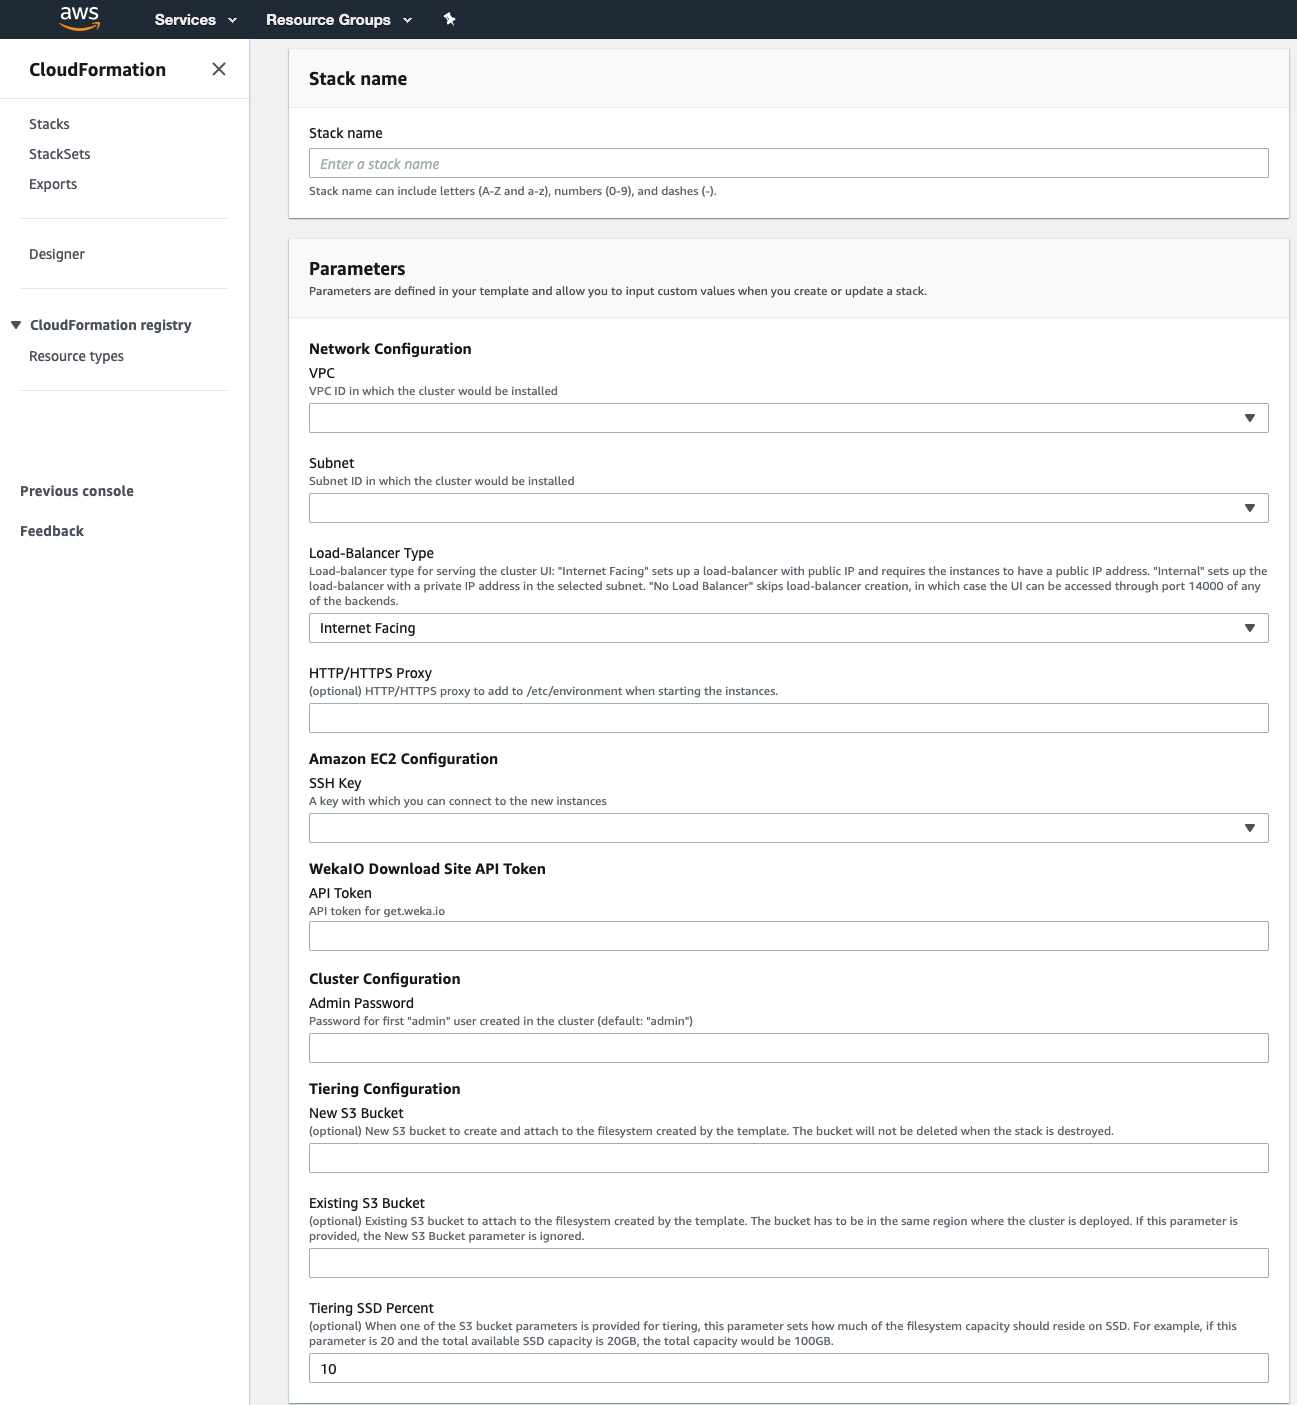 aws
Services
Resource Groups
CloudFormation
Stacks
StackSets
Exports
Designer
CloudFormation registry
Resource types
Previous console
Feedback
Stack name
Stack name
Enter a stack name
Stack name can include letters (A-Z and a-z), numbers (0-9), and dashes (-).
Parameters
Parameters are defined in your template and allow you to input custom values when you create or update a stack.
Network Configuration
VPC
VPC ID in which the cluster would be installed
Subnet
Subnet ID in which the cluster would be installed
Load-Balancer Type
Load-balancer type for serving the cluster UI: "Internet Facing" sets up a load-balancer with public IP and requires the instances to have a public IP address. "Internal" sets up the
load-balancer with a private IP address in the selected subnet. "No Load Balancer" skips load-balancer creation, in which case the UI can be accessed through port 14000 of any
of the backends.
Internet Facing
HTTP/HTTPS Proxy
(optional) HTTP/HTTPS proxy to add to /etc/environment when starting the instances.
Amazon EC2 Configuration
SSH Key
A key with which you can connect to the new instances
WekaIO Download Site API Token
API Token
API token for get.weka.io
Cluster Configuration
Admin Password
Password for first "admin" user created in the cluster (default: "admin")
Tiering Configuration
New S3 Bucket
(optional) New S3 bucket to create and attach to the filesystem created by the template. The bucket will not be deleted when the stack is destroyed.
Existing S3 Bucket
(optional) Existing S3 bucket to attach to the filesystem created by the template. The bucket has to be in the same region where the cluster is deployed. If this parameter is
provided, the New S3 Bucket parameter is ignored.
Tiering SSD Percent
(optional) When one of the S3 bucket parameters is provided for tiering, this parameter sets how much of the filesystem capacity should reside on SSD. For example, if this
parameter is 20 and the total available SSD capacity is 20GB, the total capacity would be 100GB.
10